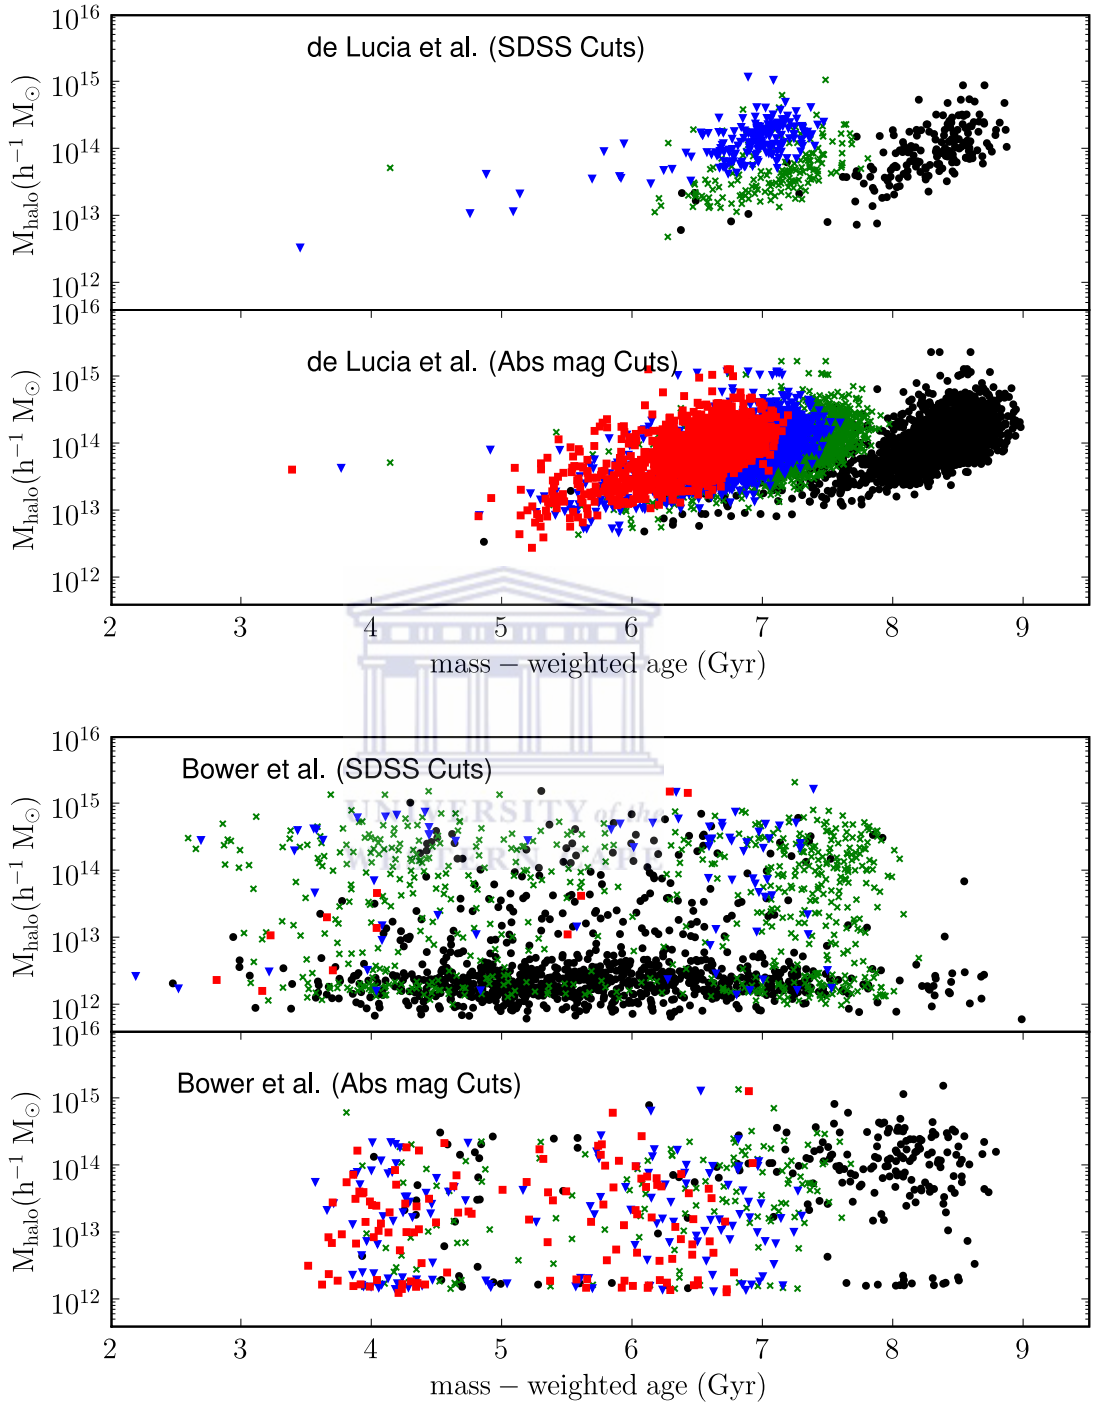 10^16
de Lucia et al. (SDSS Cuts)
10^15
10^14
10^13
10^12
M_halo(h^−1 M_⊙)
10^16
de Lucia et al. (Abs mag Cuts)
10^15
10^14
10^13
10^12
M_halo(h^−1 M_⊙)
2 3 4 5 6 7 8 9
mass − weighted age (Gyr)
10^16
Bower et al. (SDSS Cuts)
10^15
UNIVERSITY of the
WESTERN CAPE
10^14
10^13
10^12
M_halo(h^−1 M_⊙)
10^16
Bower et al. (Abs mag Cuts)
10^15
10^14
10^13
10^12
M_halo(h^−1 M_⊙)
2 3 4 5 6 7 8 9
mass − weighted age (Gyr)